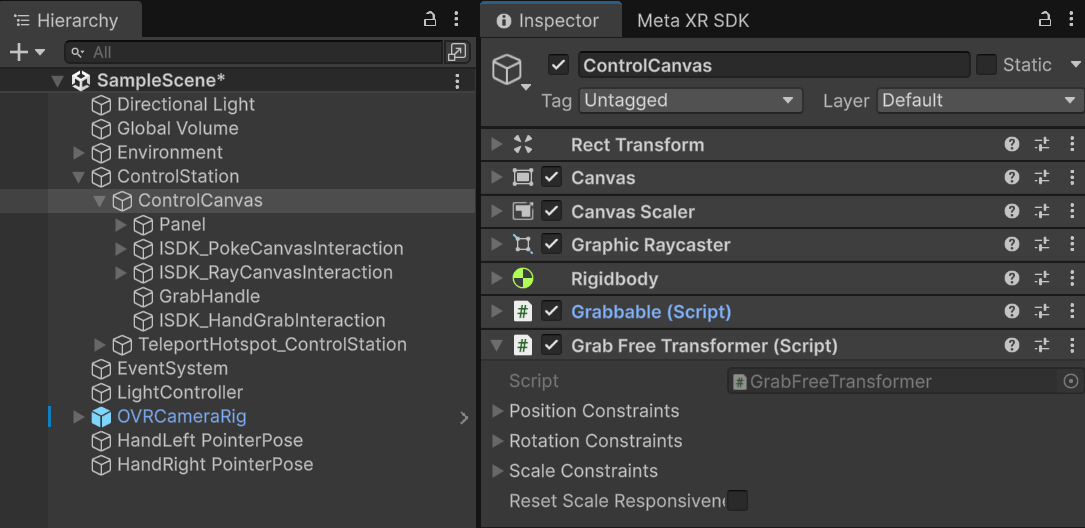 Hierarchy
All
SampleScene*
Directional Light
Global Volume
Environment
ControlStation
ControlCanvas
Panel
ISDK_PokeCanvasInteraction
ISDK_RayCanvasInteraction
GrabHandle
ISDK_HandGrabInteraction
TeleportHotspot_ControlStation
EventSystem
LightController
OVRCameraRig
HandLeft PointerPose
HandRight PointerPose
Inspector Meta XR SDK
ControlCanvas Static
Tag Untagged Layer Default
Rect Transform
Canvas
Canvas Scaler
Graphic Raycaster
Rigidbody
# Grabbable (Script)
# Grab Free Transformer (Script)
Script # GrabFreeTransformer
Position Constraints
Rotation Constraints
Scale Constraints
Reset Scale Responsivene